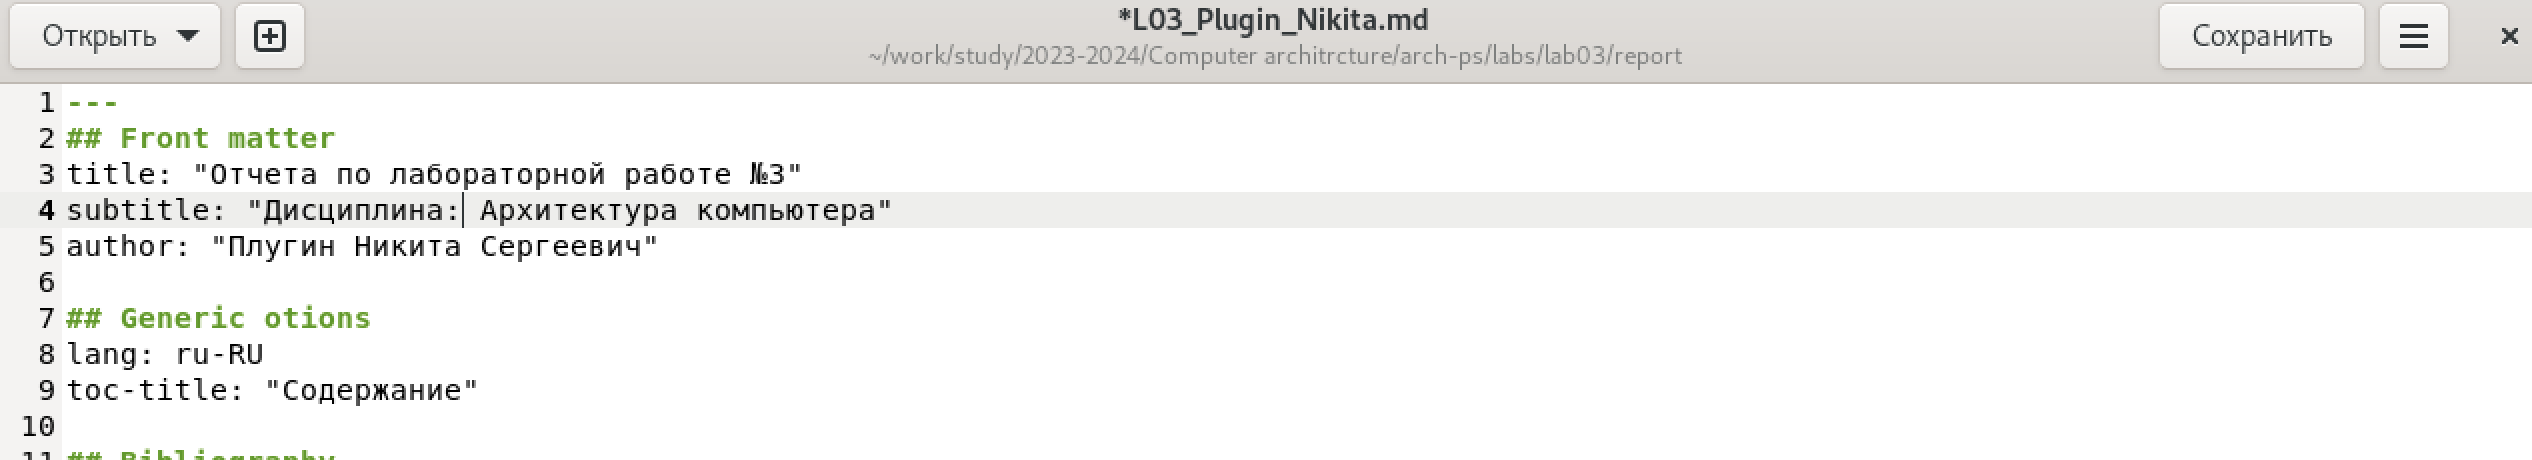 Открыть
*L03_Plugin_Nikita.md
~/work/study/2023-2024/Computer architrcture/arch-ps/labs/lab03/report
Сохранить
1 ---
2 ## Front matter
3 title: "Отчета по лабораторной работе №3"
4 subtitle: "Дисциплина: Архитектура компьютера"
5 author: "Плугин Никита Сергеевич"
6
7 ## Generic otions
8 lang: ru-RU
9 toc-title: "Содержание"
10
11 ## Bibliography